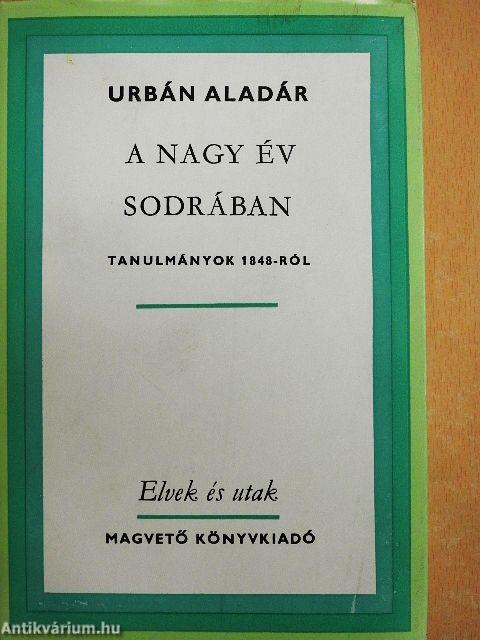 URBÁN ALADÁR
A NAGY ÉV
SODRÁBAN
TANULMÁNYOK 1848-RÓL
Elvek és utak
MAGVETŐ KÖNYVKIADÓ
Antikvárium.hu